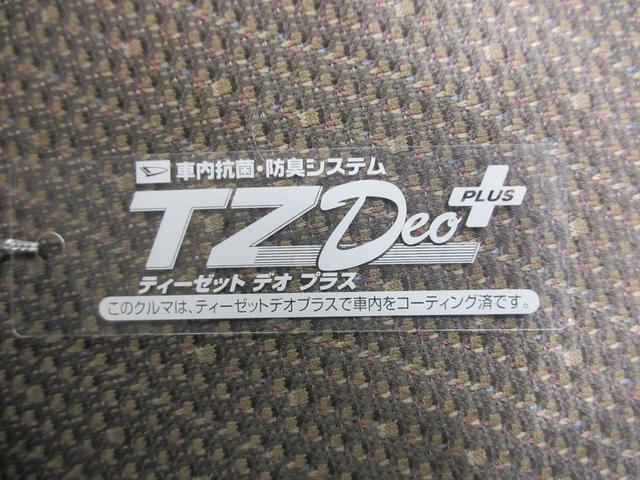 車内抗菌・防臭システム
TZ Deo PLUS
ティーゼット デオ プラス
このクルマは、ティーゼットデオプラスで車内をコーティング済です。